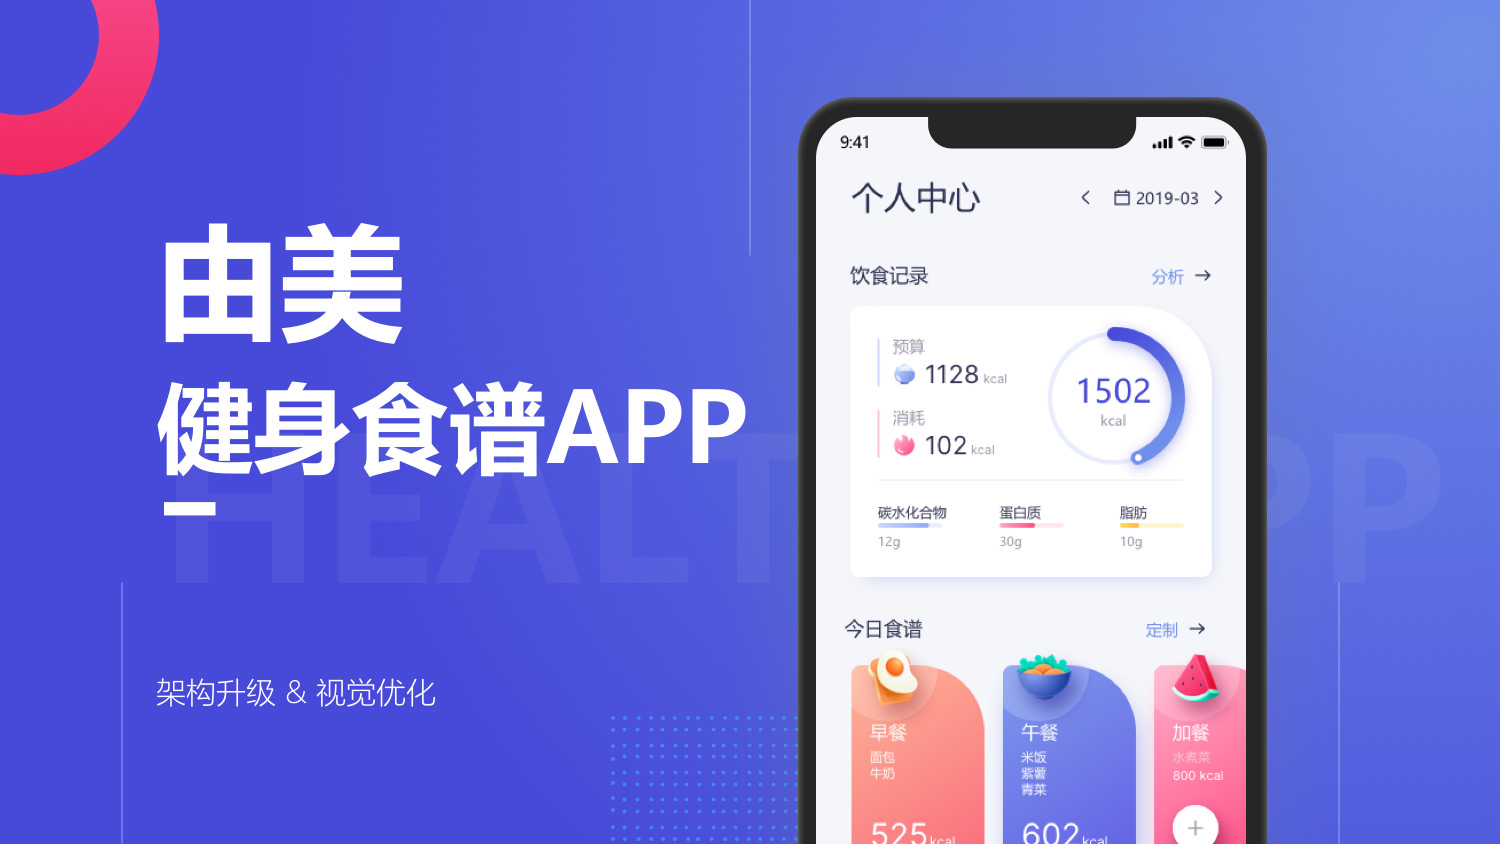 由美
健身食谱APP
架构升级 & 视觉优化
9:41
个人中心
2019-03
饮食记录
分析
预算
1128 kcal
消耗
102 kcal
1502
kcal
碳水化合物
12g
蛋白质
30g
脂肪
10g
今日食谱
定制
早餐
面包
牛奶
525 kcal
午餐
米饭
紫薯
青菜
602 kcal
加餐
水煮菜
800 kcal